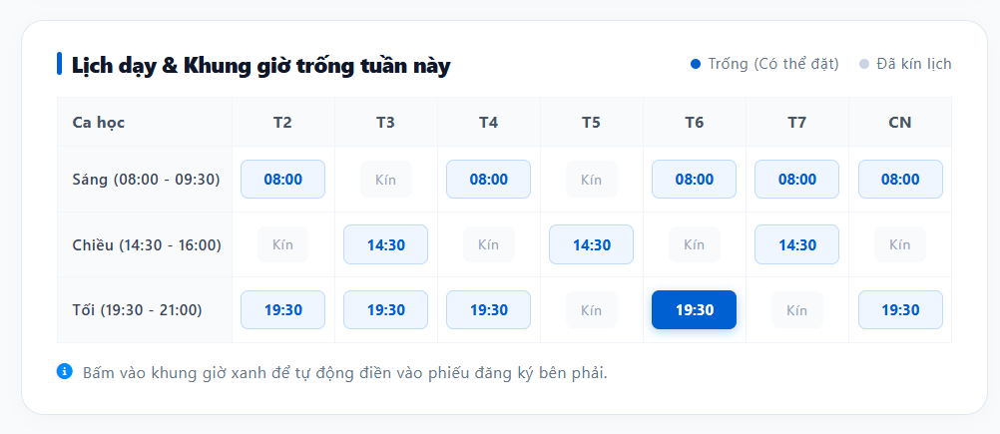 Lịch dạy & Khung giờ trống tuần này
Trống (Có thể đặt) Đã kín lịch
Ca học T2 T3 T4 T5 T6 T7 CN
Sáng (08:00 - 09:30) 08:00 Kín 08:00 Kín 08:00 08:00 08:00
Chiều (14:30 - 16:00) Kín 14:30 Kín 14:30 Kín 14:30 Kín
Tối (19:30 - 21:00) 19:30 19:30 19:30 Kín 19:30 Kín 19:30
Bấm vào khung giờ xanh để tự động điền vào phiếu đăng ký bên phải.